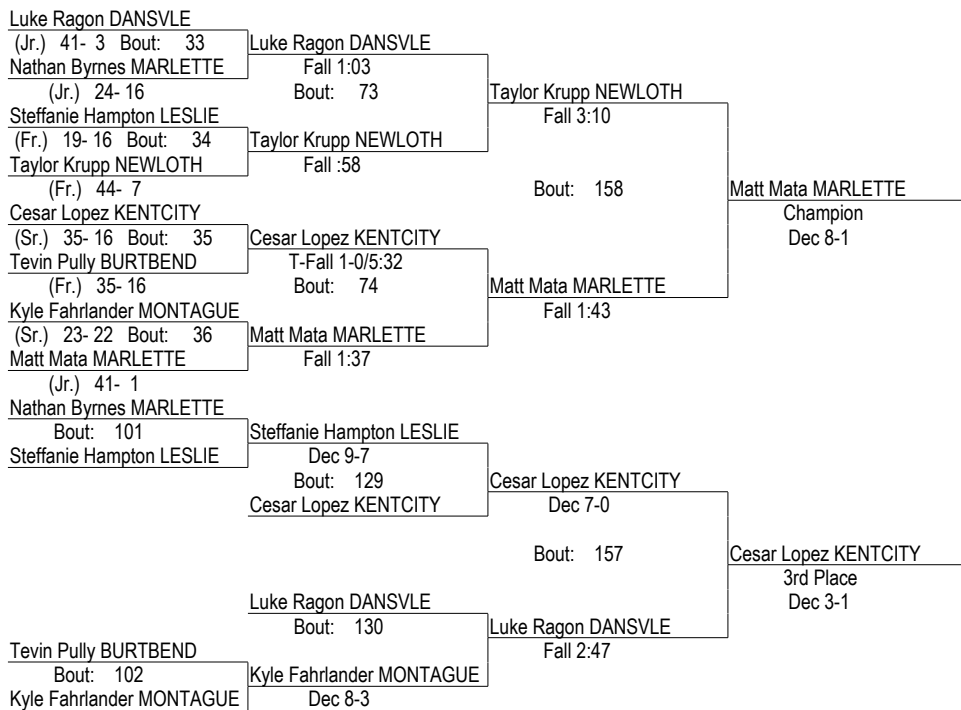 Luke Ragon DANSVLE
(Jr.) 41- 3 Bout: 33
Luke Ragon DANSVLE
Nathan Byrnes MARLETTE
Fall 1:03
(Jr.) 24- 16
Bout: 73
Taylor Krupp NEWLOTH
Steffanie Hampton LESLIE
Fall 3:10
(Fr.) 19- 16 Bout: 34
Taylor Krupp NEWLOTH
Taylor Krupp NEWLOTH
Fall :58
(Fr.) 44- 7
Bout: 158
Matt Mata MARLETTE
Cesar Lopez KENTCITY
Champion
(Sr.) 35- 16 Bout: 35
Cesar Lopez KENTCITY
Dec 8-1
Tevin Pully BURTBEND
T-Fall 1-0/5:32
(Fr.) 35- 16
Bout: 74
Matt Mata MARLETTE
Kyle Fahrlander MONTAGUE
Fall 1:43
(Sr.) 23- 22 Bout: 36
Matt Mata MARLETTE
Matt Mata MARLETTE
Fall 1:37
(Jr.) 41- 1
Nathan Byrnes MARLETTE
Bout: 101
Steffanie Hampton LESLIE
Steffanie Hampton LESLIE
Dec 9-7
Bout: 129
Cesar Lopez KENTCITY
Cesar Lopez KENTCITY
Dec 7-0
Bout: 157
Cesar Lopez KENTCITY
3rd Place
Luke Ragon DANSVLE
Dec 3-1
Bout: 130
Luke Ragon DANSVLE
Tevin Pully BURTBEND
Fall 2:47
Bout: 102
Kyle Fahrlander MONTAGUE
Kyle Fahrlander MONTAGUE
Dec 8-3